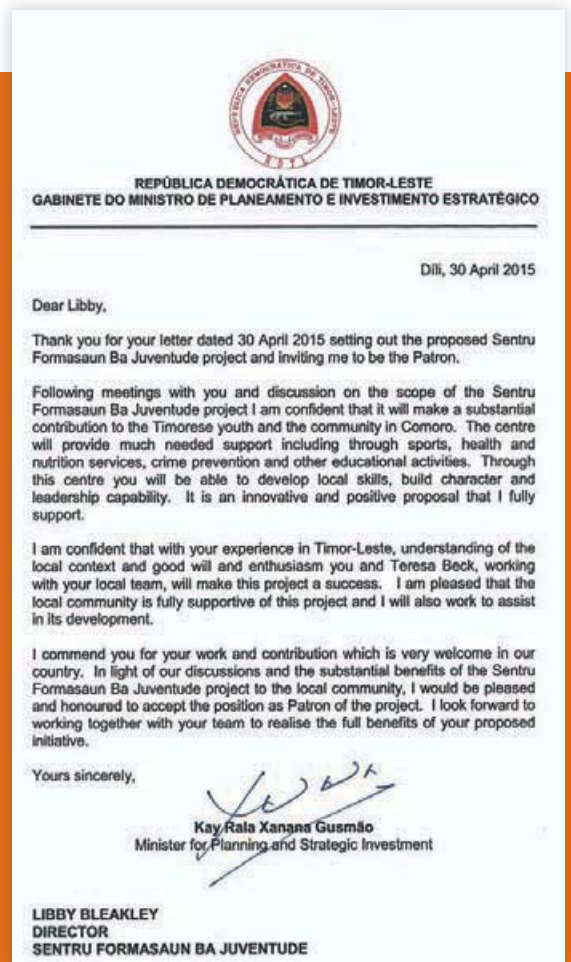 REPÚBLICA DEMOCRÁTICA DE TIMOR-LESTE
RDTL
REPÚBLICA DEMOCRÁTICA DE TIMOR-LESTE
GABINETE DO MINISTRO DE PLANEAMENTO E INVESTIMENTO ESTRATÉGICO
Díli, 30 April 2015
Dear Libby,
Thank you for your letter dated 30 April 2015 setting out the proposed Sentru
Formasaun Ba Juventude project and inviting me to be the Patron.
Following meetings with you and discussion on the scope of the Sentru
Formasaun Ba Juventude project I am confident that it will make a substantial
contribution to the Timorese youth and the community in Comoro. The centre
will provide much needed support including through sports, health and
nutrition services, crime prevention and other educational activities. Through
this centre you will be able to develop local skills, build character and
leadership capability. It is an innovative and positive proposal that I fully
support.
I am confident that with your experience in Timor-Leste, understanding of the
local context and good will and enthusiasm you and Teresa Beck, working
with your local team, will make this project a success. I am pleased that the
local community is fully supportive of this project and I will also work to assist
in its development.
I commend you for your work and contribution which is very welcome in our
country. In light of our discussions and the substantial benefits of the Sentru
Formasaun Ba Juventude project to the local community, I would be pleased
and honoured to accept the position as Patron of the project. I look forward to
working together with your team to realise the full benefits of your proposed
initiative.
Yours sincerely,
Kay Rala Xanana Gusmão
Minister for Planning and Strategic Investment
LIBBY BLEAKLEY
DIRECTOR
SENTRU FORMASAUN BA JUVENTUDE